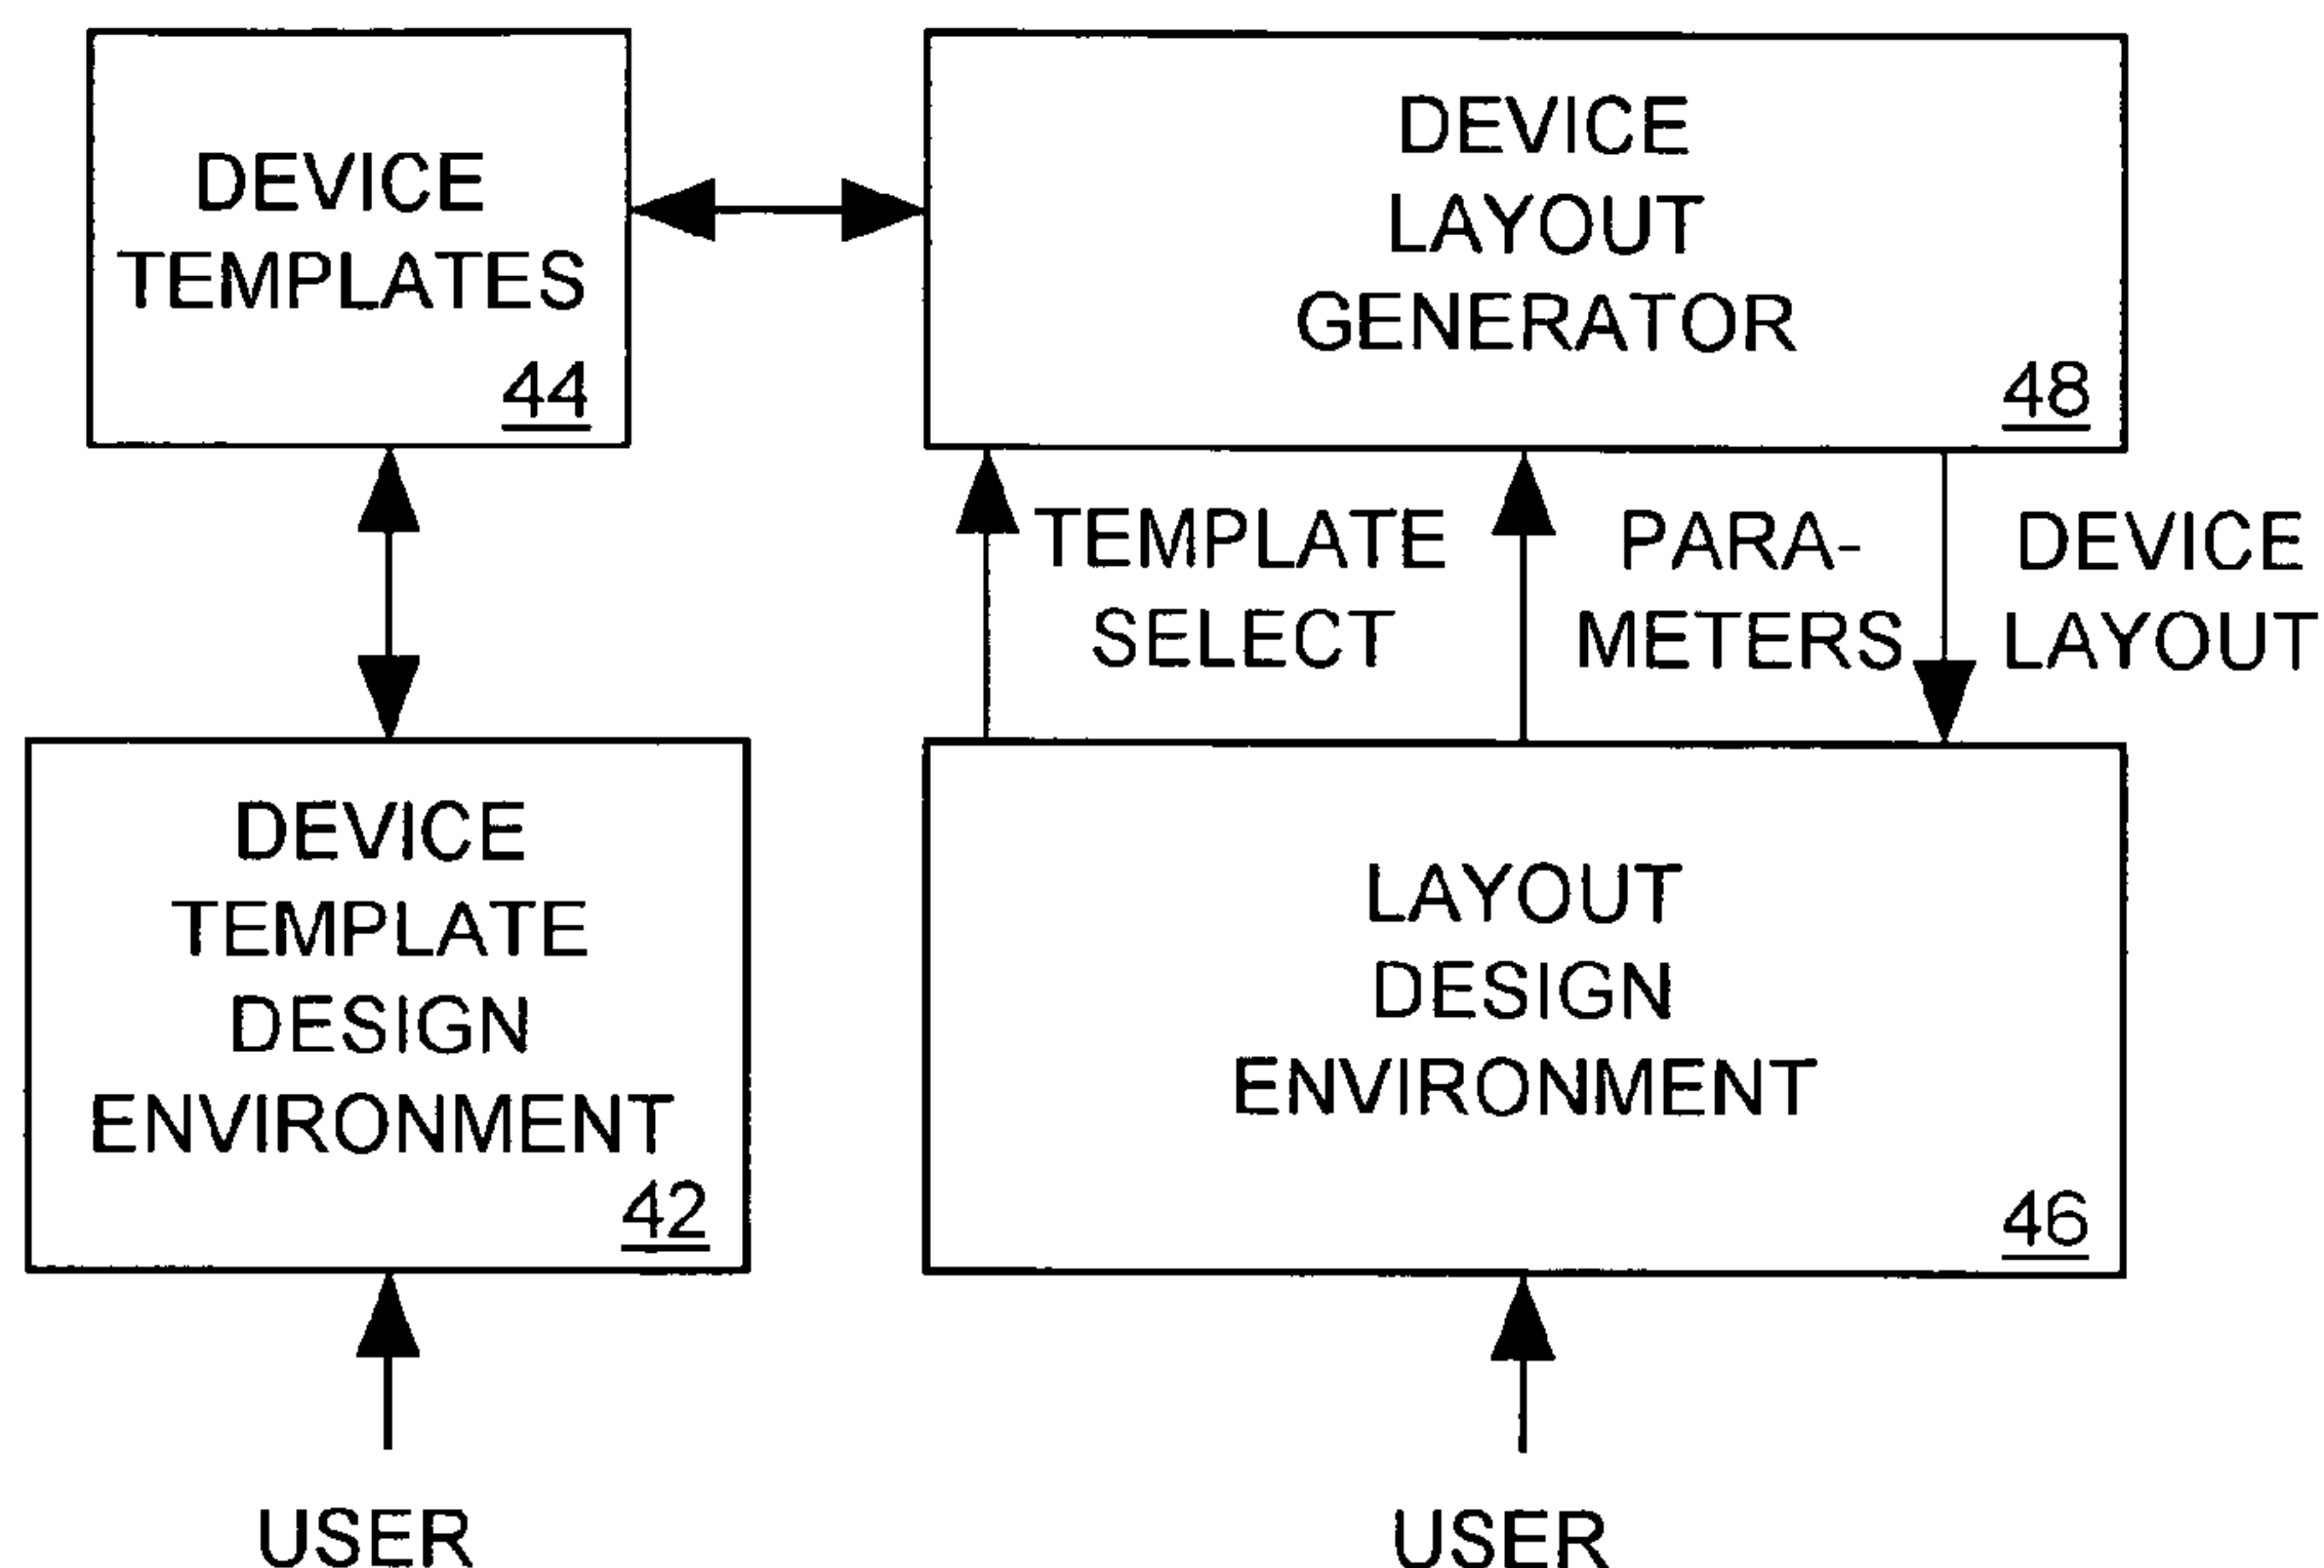 DEVICE
TEMPLATES
44
DEVICE
LAYOUT
GENERATOR
48
TEMPLATE
SELECT
PARA-
METERS
DEVICE
LAYOUT
DEVICE
TEMPLATE
DESIGN
ENVIRONMENT
42
LAYOUT
DESIGN
ENVIRONMENT
46
USER
USER